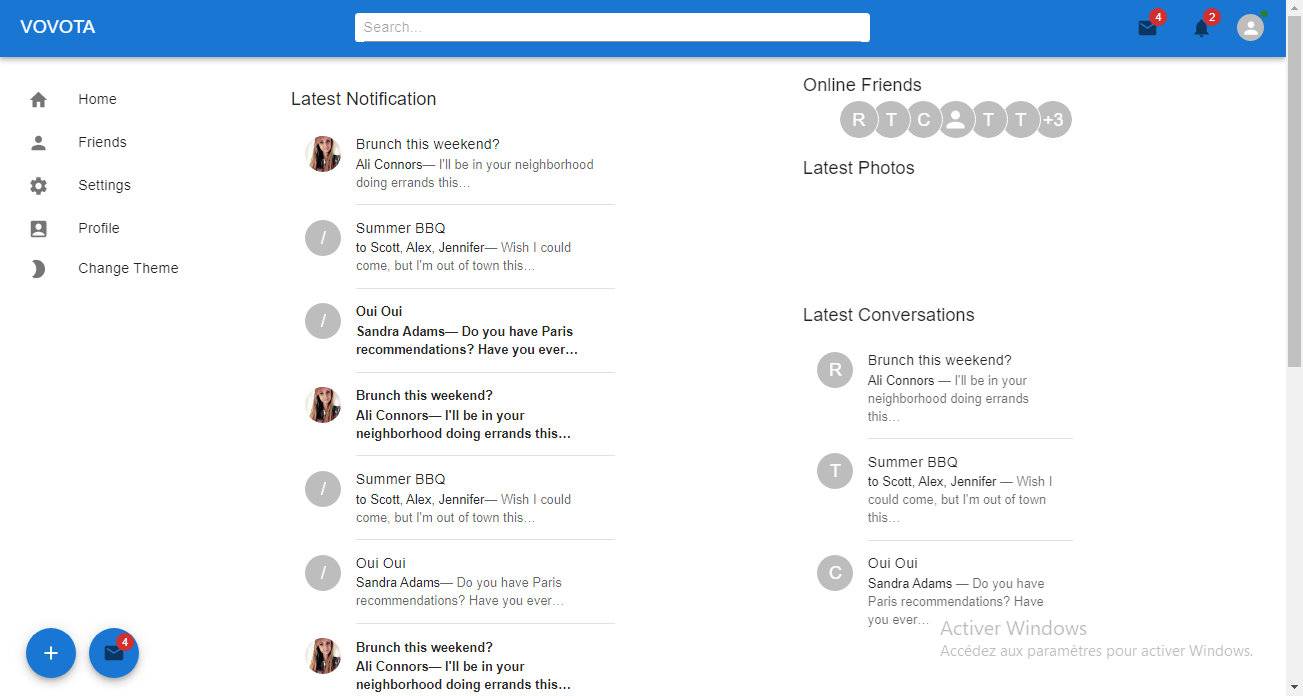 VOVOTA
Search...
4
2
Home
Friends
Settings
Profile
Change Theme
Latest Notification
Brunch this weekend?
Ali Connors— I'll be in your neighborhood
doing errands this…
/
Summer BBQ
to Scott, Alex, Jennifer— Wish I could
come, but I'm out of town this…
/
Oui Oui
Sandra Adams— Do you have Paris
recommendations? Have you ever…
Brunch this weekend?
Ali Connors— I'll be in your
neighborhood doing errands this…
/
Summer BBQ
to Scott, Alex, Jennifer— Wish I could
come, but I'm out of town this…
/
Oui Oui
Sandra Adams— Do you have Paris
recommendations? Have you ever…
Brunch this weekend?
Ali Connors— I'll be in your
neighborhood doing errands this…
Online Friends
R T C T T +3
Latest Photos
Latest Conversations
R
Brunch this weekend?
Ali Connors — I'll be in your
neighborhood doing errands
this…
T
Summer BBQ
to Scott, Alex, Jennifer — Wish I
could come, but I'm out of town
this…
C
Oui Oui
Sandra Adams — Do you have
Paris recommendations? Have
you ever…
+
4
Activer Windows
Accédez aux paramètres pour activer Windows.